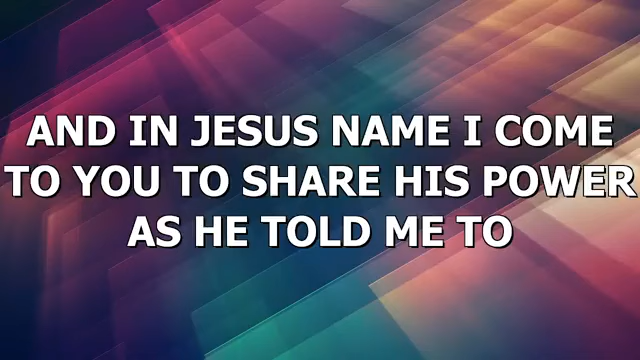 AND IN JESUS NAME I COME
TO YOU TO SHARE HIS POWER
AS HE TOLD ME TO